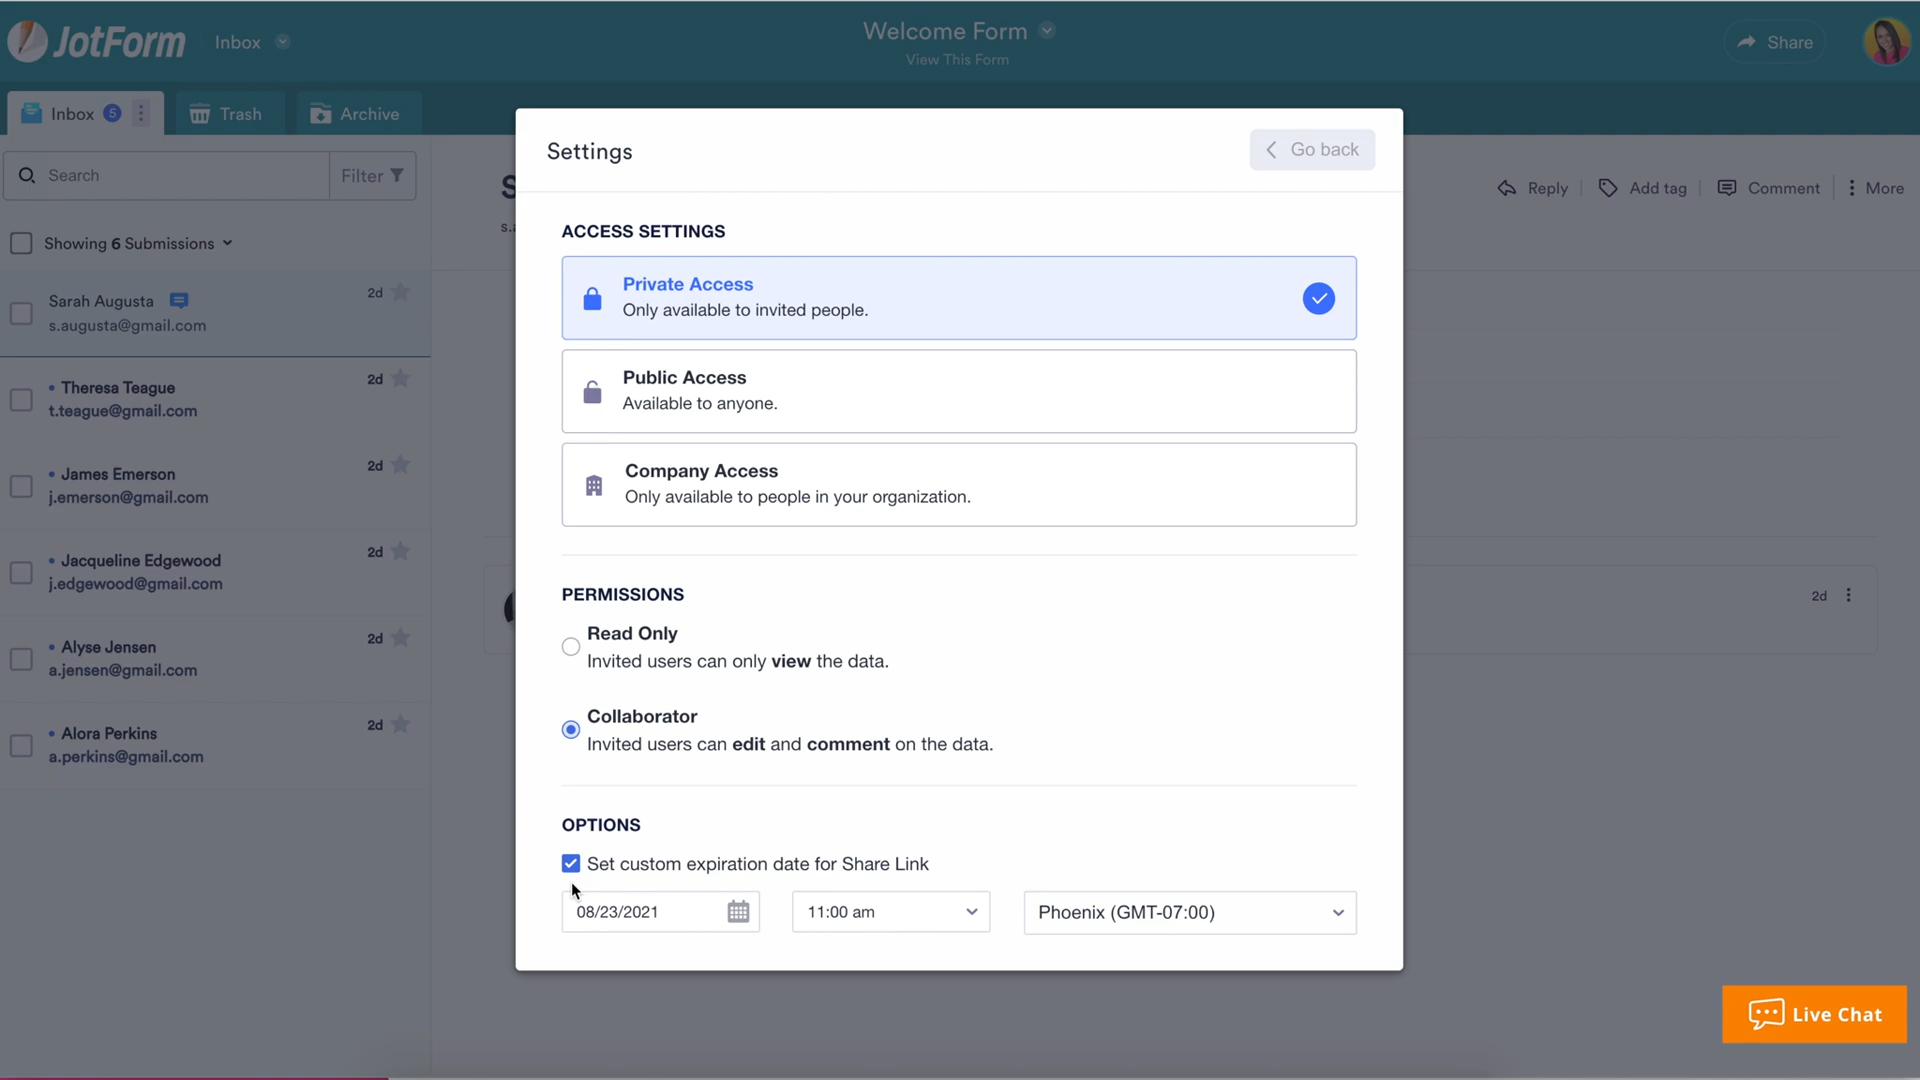 JotForm
Inbox
Welcome Form
View This Form
Share
Inbox 5
Trash
Archive
Search
Filter
Showing 6 Submissions
Sarah Augusta
2d
s.augusta@gmail.com
Theresa Teague
2d
t.teague@gmail.com
James Emerson
2d
j.emerson@gmail.com
Jacqueline Edgewood
2d
j.edgewood@gmail.com
Alyse Jensen
2d
a.jensen@gmail.com
Alora Perkins
2d
a.perkins@gmail.com
Reply
Add tag
Comment
More
2d
Settings
Go back
ACCESS SETTINGS
Private Access
Only available to invited people.
Public Access
Available to anyone.
Company Access
Only available to people in your organization.
PERMISSIONS
Read Only
Invited users can only view the data.
Collaborator
Invited users can edit and comment on the data.
OPTIONS
Set custom expiration date for Share Link
08/23/2021
11:00 am
Phoenix (GMT-07:00)
Live Chat